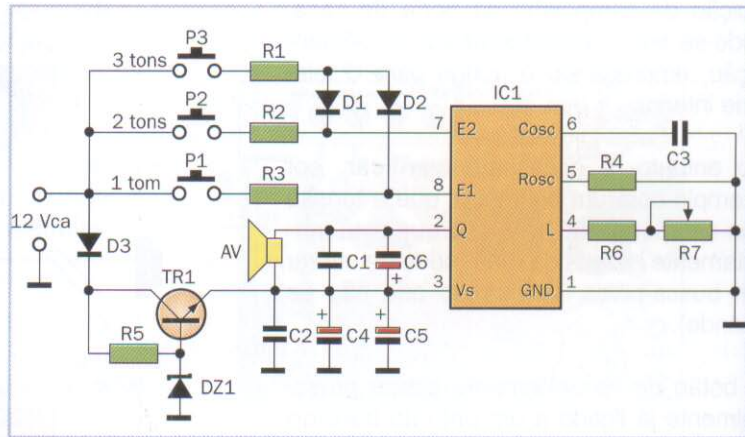 P3
3 tons
R1
D1
D2
IC1
P2
2 tons
R2
7
E2
Cosc
6
C3
P1
1 tom
R3
8
E1
Rosc
5
R4
12 Vca
2
Q
L
4
R6
R7
D3
AV
C1
C6
+
TR1
3
Vs
GND
1
R5
C2
+
C4
+
C5
DZ1